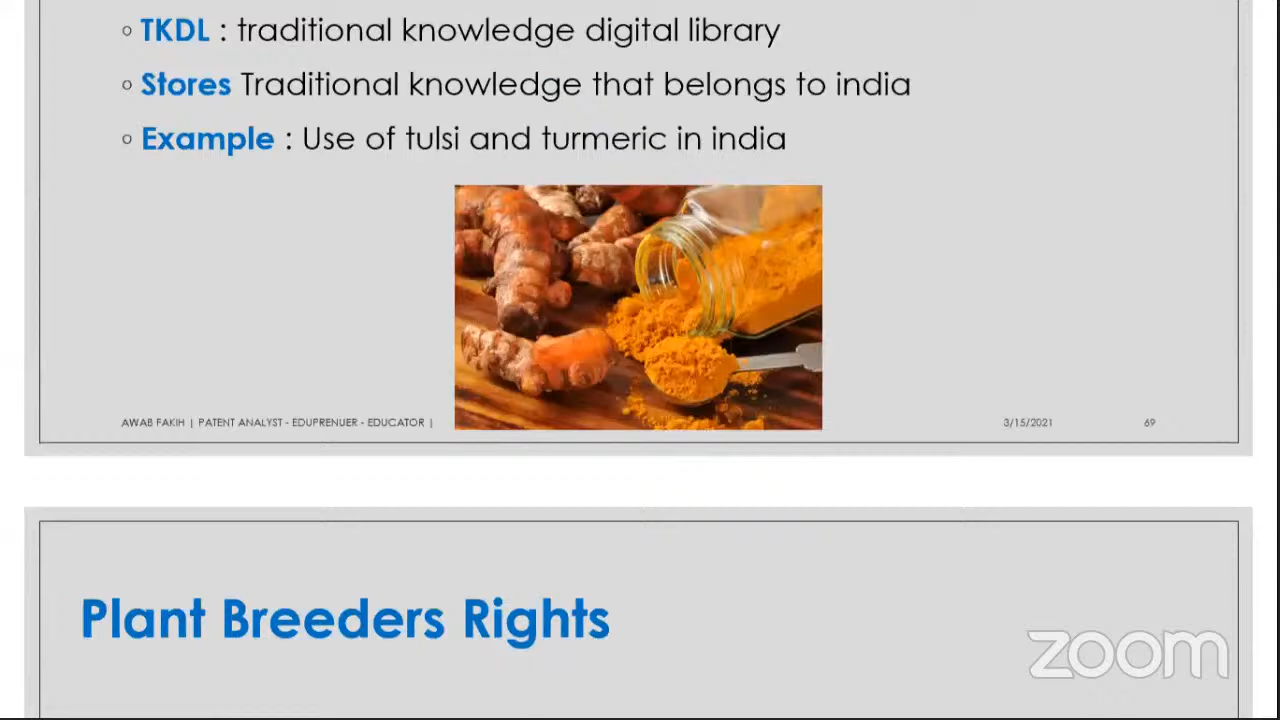 ◦ TKDL : traditional knowledge digital library
◦ Stores Traditional knowledge that belongs to india
◦ Example : Use of tulsi and turmeric in india
AWAB FAKIH | PATENT ANALYST - EDUPRENUER - EDUCATOR |
3/15/2021
69
Plant Breeders Rights
zoom